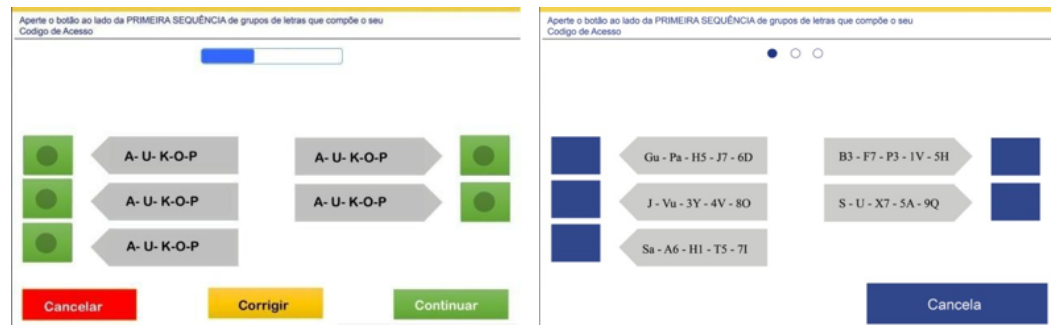 Aperte o botão ao lado da PRIMEIRA SEQUÊNCIA de grupos de letras que compõe o seu
Codigo de Acesso
A- U- K-O-P
A- U- K-O-P
A- U- K-O-P
A- U- K-O-P
A- U- K-O-P
Cancelar
Corrigir
Continuar
Aperte o botão ao lado da PRIMEIRA SEQUÊNCIA de grupos de letras que compõe o seu
Codigo de Acesso
Gu - Pa - H5 - J7 - 6D
B3 - F7 - P3 - 1V - 5H
J - Vu - 3Y - 4V - 8O
S - U - X7 - 5A - 9Q
Sa - A6 - H1 - T5 - 7I
Cancela